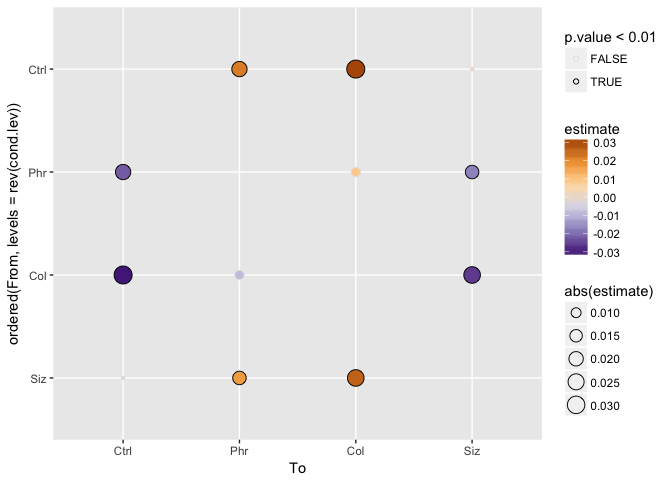 ordered(From, levels = rev(cond.lev))
Ctrl
Phr
Col
Siz
Ctrl
Phr
Col
Siz
To
p.value < 0.01
FALSE
TRUE
estimate
0.03
0.02
0.01
0.00
-0.01
-0.02
-0.03
abs(estimate)
0.010
0.015
0.020
0.025
0.030